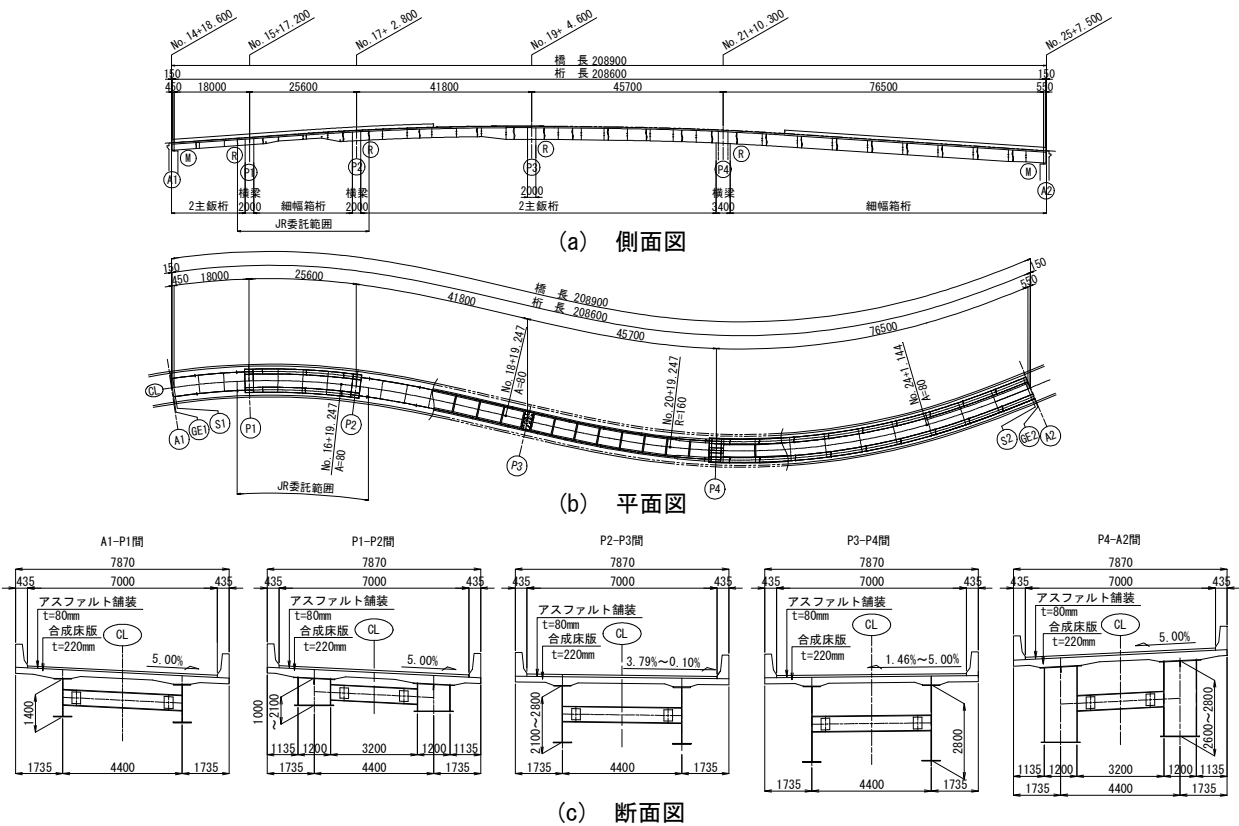 No.14+18.600
No.15+17.200
No.17+ 2.800
No.19+ 4.600
No.21+10.300
No.25+7.500
橋 長 208900
150 桁 長 208600 150
450 18000 25600 41800 45700 76500 550
A1 M R P1 P2 R P3 R P4 R M A2
2000
横梁 横梁 横梁
2主鈑桁 2000 細幅箱桁 2000 2主鈑桁 3400 細幅箱桁
JR委託範囲
(a) 側面図
150 450 18000 25600 41800 45700 76500 550 150
橋 長 208900
桁 長 208600
CL
No.16+19.247
A=80
No.18+19.247
A=80
No.20+19.247
R=160
No.24+1.144
A=80
A1 GE1 S1 P1 P2 P3 P4 S2 GE2 A2
JR委託範囲
(b) 平面図
A1-P1間
7870
435 7000 435
アスファルト舗装
t=80mm
合成床版
t=220mm
CL
5.00%
1400
1735 4400 1735
P1-P2間
7870
435 7000 435
アスファルト舗装
t=80mm
合成床版
t=220mm
CL
5.00%
1000
~2100
1135 1200 3200 1200 1135
1735 4400 1735
P2-P3間
7870
435 7000 435
アスファルト舗装
t=80mm
合成床版
t=220mm
CL
3.79%~0.10%
2100~2800
1735 4400 1735
P3-P4間
7870
435 7000 435
アスファルト舗装
t=80mm
合成床版
t=220mm
CL
1.46%~5.00%
2800
1735 4400 1735
P4-A2間
7870
435 7000 435
アスファルト舗装
t=80mm
合成床版
t=220mm
CL
5.00%
2600~2800
1135 1200 3200 1200 1135
1735 4400 1735
(c) 断面図